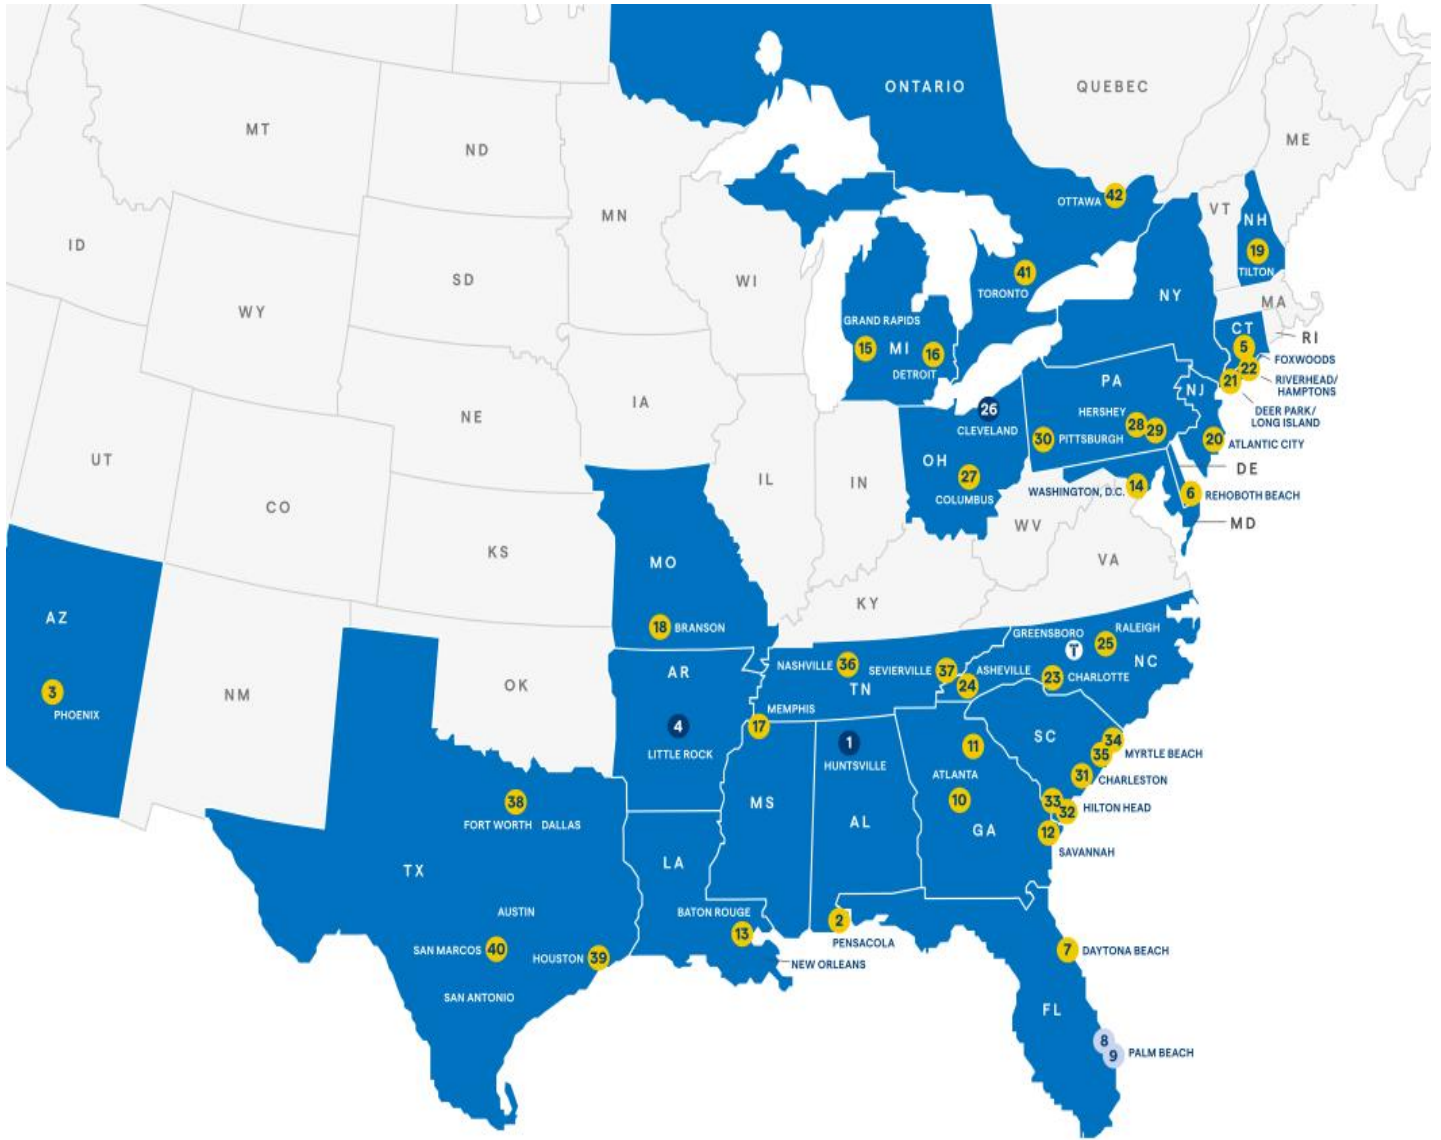 ONTARIO
QUEBEC
MT
ND
ME
OTTAWA 42
MN
VT
NH
19
TILTON
ID
SD
WI
41
TORONTO
NY
MA
WY
GRAND RAPIDS
15
MI
16
DETROIT
CT
5
RI
FOXWOODS
22
RIVERHEAD/
HAMPTONS
21
DEER PARK/
LONG ISLAND
PA
NJ
NE
IA
26
CLEVELAND
HERSHEY
28
29
30 PITTSBURGH
20 ATLANTIC CITY
UT
OH
27
COLUMBUS
IL
IN
DE
WASHINGTON, D.C. 14
6 REHOBOTH BEACH
CO
MD
WV
KS
MO
VA
KY
AZ
18 BRANSON
GREENSBORO
T
RALEIGH
25
NC
3
PHOENIX
NM
OK
AR
NASHVILLE 36
SEVIERVILLE 37
ASHEVILLE
24
23 CHARLOTTE
TN
MEMPHIS
17
4
LITTLE ROCK
1
HUNTSVILLE
11
ATLANTA
10
SC
34
35
MYRTLE BEACH
31 CHARLESTON
33
32
HILTON HEAD
38
FORT WORTH DALLAS
MS
AL
GA
12
SAVANNAH
TX
LA
AUSTIN
BATON ROUGE
13
NEW ORLEANS
2
PENSACOLA
SAN MARCOS 40
HOUSTON 39
7 DAYTONA BEACH
SAN ANTONIO
FL
8
9 PALM BEACH